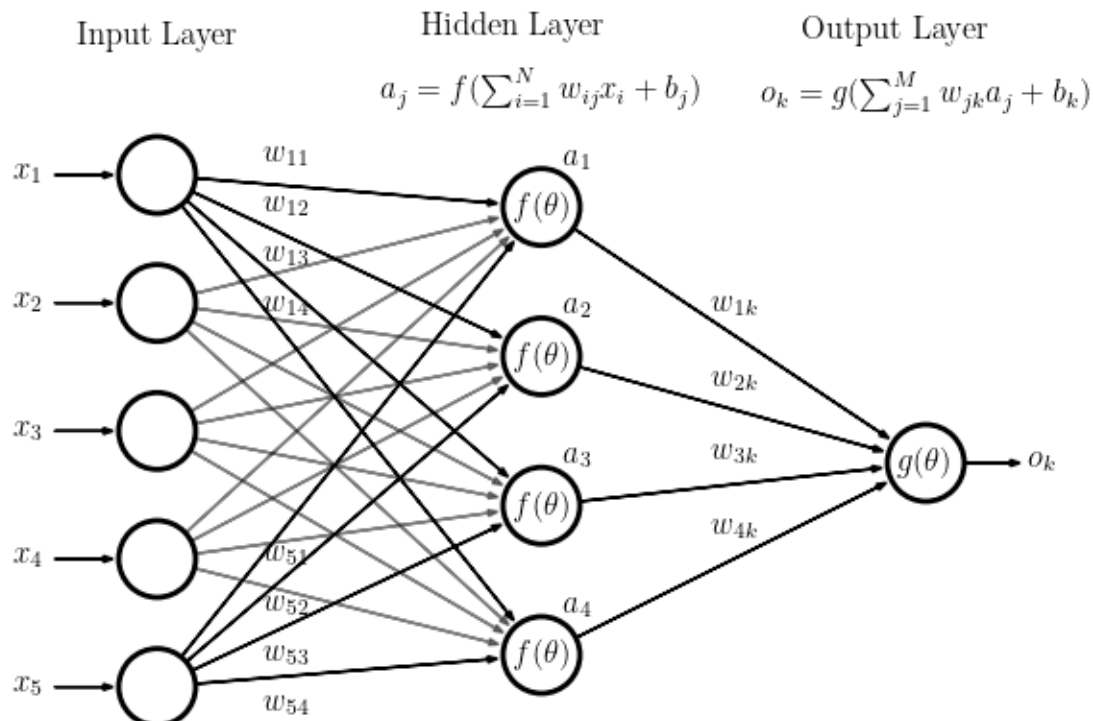 Input Layer
Hidden Layer
Output Layer
$a_j = f(\sum_{i=1}^{N} w_{ij} x_i + b_j)$
$o_k = g(\sum_{j=1}^{M} w_{jk} a_j + b_k)$
$x_1$
$x_2$
$x_3$
$x_4$
$x_5$
$w_{11}$
$w_{12}$
$w_{13}$
$w_{14}$
$w_{51}$
$w_{52}$
$w_{53}$
$w_{54}$
$a_1$
$f(\theta)$
$a_2$
$f(\theta)$
$a_3$
$f(\theta)$
$a_4$
$f(\theta)$
$w_{1k}$
$w_{2k}$
$w_{3k}$
$w_{4k}$
$g(\theta)$
$o_k$